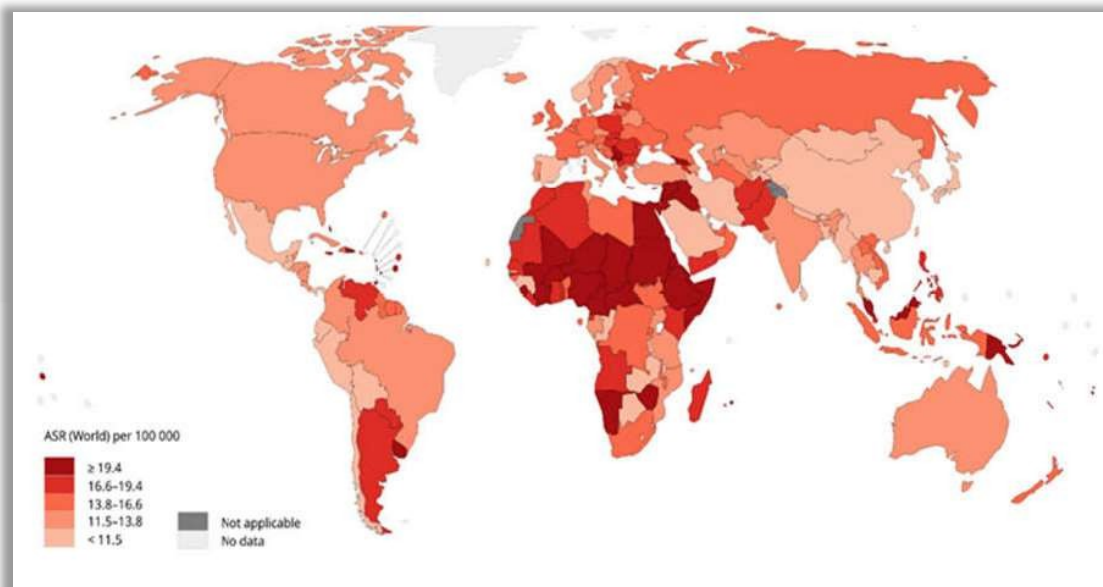 ASR (World) per 100 000
≥ 19.4
16.6–19.4
13.8–16.6
11.5–13.8
< 11.5
Not applicable
No data